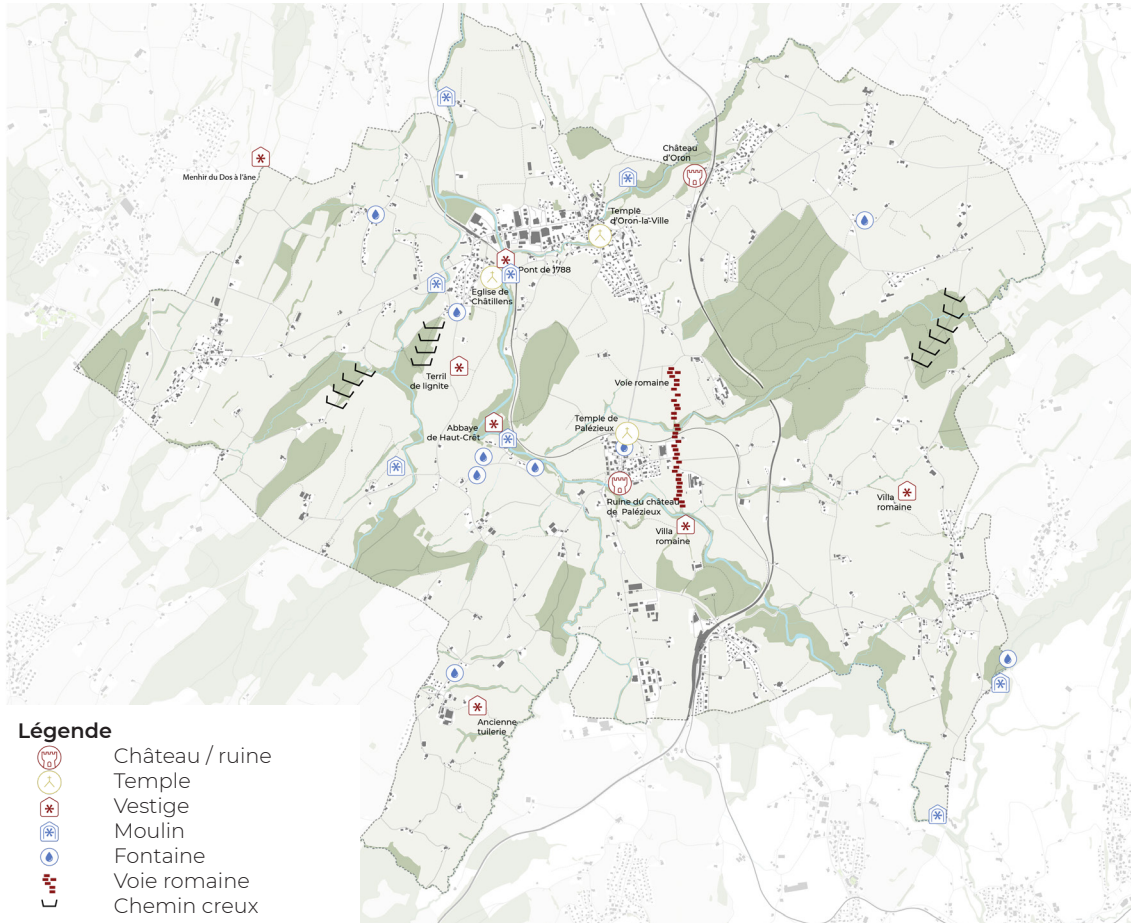 Château
d'Oron
Menhir du Dos à l'âne
Temple
d'Oron-la-Ville
Pont de 1788
Eglise de
Châtillens
Terril
de lignite
Voie romaine
Abbaye
de Haut-Crêt
Temple de
Palézieux
Ruine du château
de Palézieux
Villa
romaine
Villa
romaine
Ancienne
tuilerie
Légende
Château / ruine
Temple
Vestige
Moulin
Fontaine
Voie romaine
Chemin creux